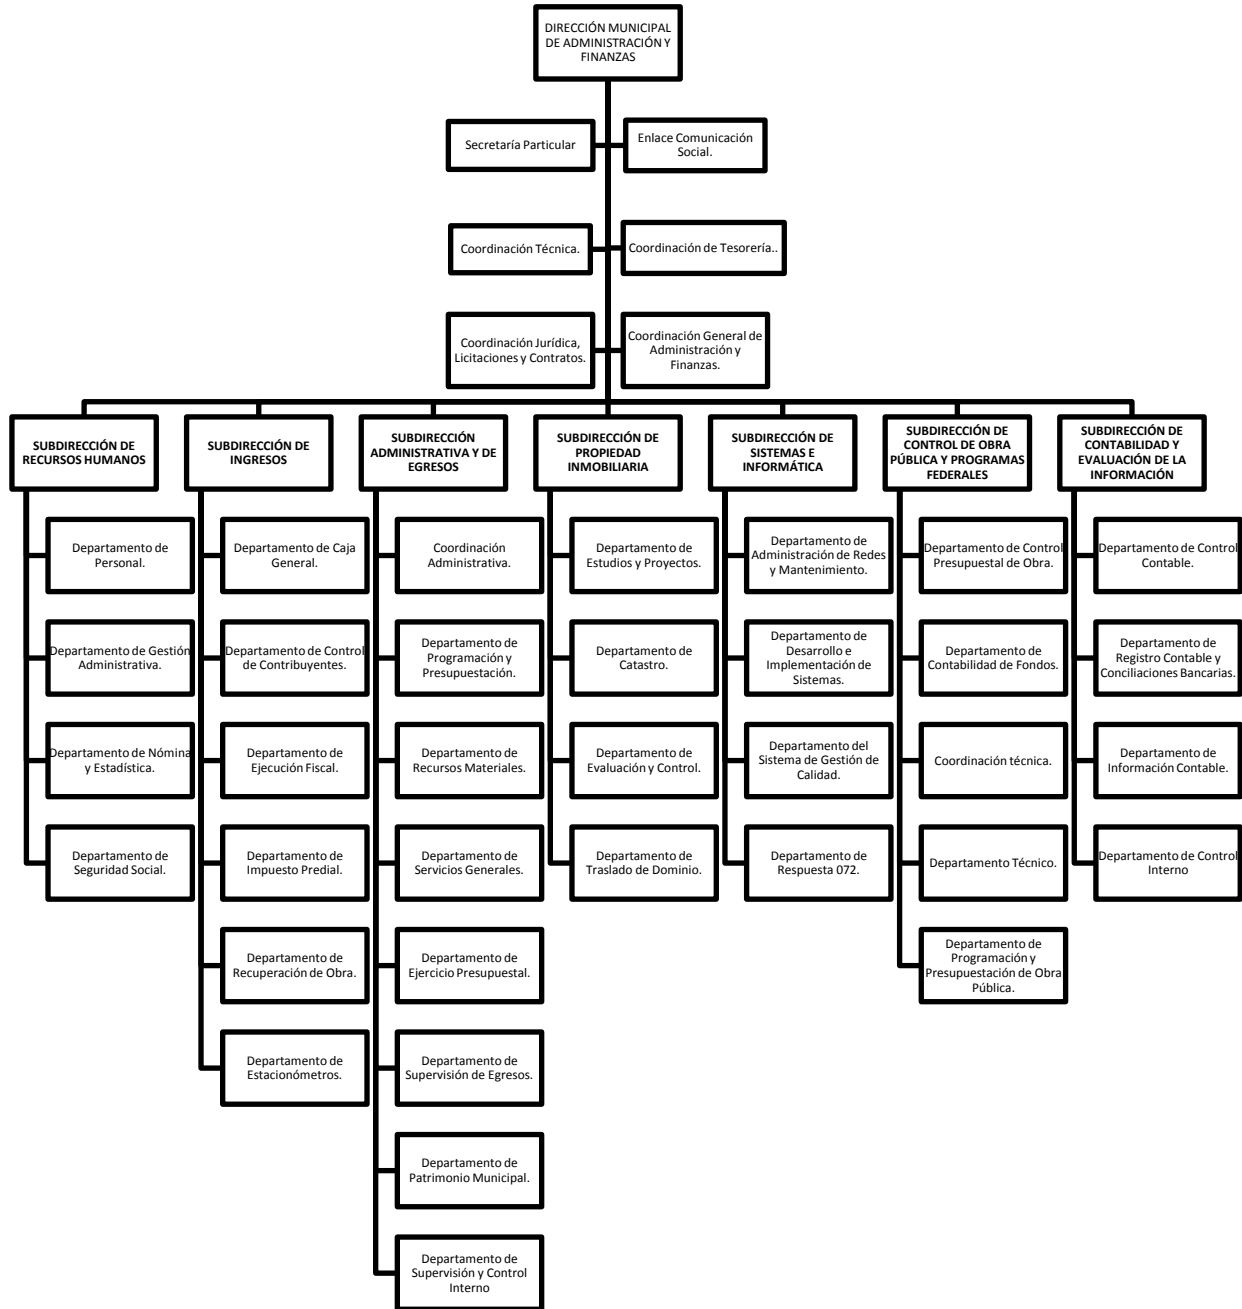 DIRECCIÓN MUNICIPAL
DE ADMINISTRACIÓN Y
FINANZAS
Secretaría Particular
Enlace Comunicación
Social.
Coordinación Técnica.
Coordinación de Tesorería..
Coordinación Jurídica,
Licitaciones y Contratos.
Coordinación General de
Administración y
Finanzas.
SUBDIRECCIÓN DE
RECURSOS HUMANOS
Departamento de
Personal.
Departamento de Gestión
Administrativa.
Departamento de Nómina
y Estadística.
Departamento de
Seguridad Social.
SUBDIRECCIÓN DE
INGRESOS
Departamento de Caja
General.
Departamento de Control
de Contribuyentes.
Departamento de
Ejecución Fiscal.
Departamento de
Impuesto Predial.
Departamento de
Recuperación de Obra.
Departamento de
Estacionómetros.
SUBDIRECCIÓN
ADMINISTRATIVA Y DE
EGRESOS
Coordinación
Administrativa.
Departamento de
Programación y
Presupuestación.
Departamento de
Recursos Materiales.
Departamento de
Servicios Generales.
Departamento de
Ejercicio Presupuestal.
Departamento de
Supervisión de Egresos.
Departamento de
Patrimonio Municipal.
Departamento de
Supervisión y Control
Interno
SUBDIRECCIÓN DE
PROPIEDAD
INMOBILIARIA
Departamento de
Estudios y Proyectos.
Departamento de
Catastro.
Departamento de
Evaluación y Control.
Departamento de
Traslado de Dominio.
SUBDIRECCIÓN DE
SISTEMAS E
INFORMÁTICA
Departamento de
Administración de Redes
y Mantenimiento.
Departamento de
Desarrollo e
Implementación de
Sistemas.
Departamento del
Sistema de Gestión de
Calidad.
Departamento de
Respuesta 072.
SUBDIRECCIÓN DE
CONTROL DE OBRA
PÚBLICA Y PROGRAMAS
FEDERALES
Departamento de Control
Presupuestal de Obra.
Departamento de
Contabilidad de Fondos.
Coordinación técnica.
Departamento Técnico.
Departamento de
Programación y
Presupuestación de Obra
Pública.
SUBDIRECCIÓN DE
CONTABILIDAD Y
EVALUACIÓN DE LA
INFORMACIÓN
Departamento de Control
Contable.
Departamento de
Registro Contable y
Conciliaciones Bancarias.
Departamento de
Información Contable.
Departamento de Control
Interno